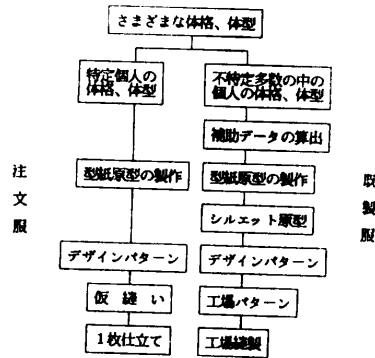 さまざまな体格、体型
特定個人の
体格、体型
不特定多数の中の
個人の体格、体型
補助データの算出
型紙原型の製作
型紙原型の製作
シルエット原型
デザインパターン
デザインパターン
仮縫い
工場パターン
1枚仕立て
工場縫製
注文服
既製服